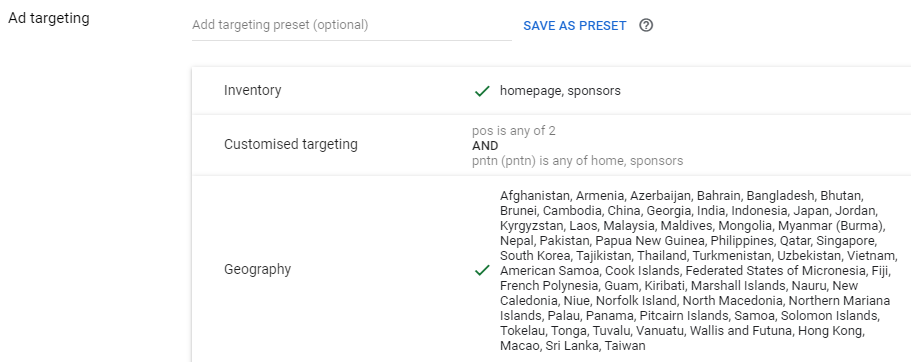 Ad targeting
Add targeting preset (optional)
SAVE AS PRESET
Inventory
homepage, sponsors
Customised targeting
pos is any of 2
AND
pntn (pntn) is any of home, sponsors
Geography
Afghanistan, Armenia, Azerbaijan, Bahrain, Bangladesh, Bhutan,
Brunei, Cambodia, China, Georgia, India, Indonesia, Japan, Jordan,
Kyrgyzstan, Laos, Malaysia, Maldives, Mongolia, Myanmar (Burma),
Nepal, Pakistan, Papua New Guinea, Philippines, Qatar, Singapore,
South Korea, Tajikistan, Thailand, Turkmenistan, Uzbekistan, Vietnam,
American Samoa, Cook Islands, Federated States of Micronesia, Fiji,
French Polynesia, Guam, Kiribati, Marshall Islands, Nauru, New
Caledonia, Niue, Norfolk Island, North Macedonia, Northern Mariana
Islands, Palau, Panama, Pitcairn Islands, Samoa, Solomon Islands,
Tokelau, Tonga, Tuvalu, Vanuatu, Wallis and Futuna, Hong Kong,
Macao, Sri Lanka, Taiwan